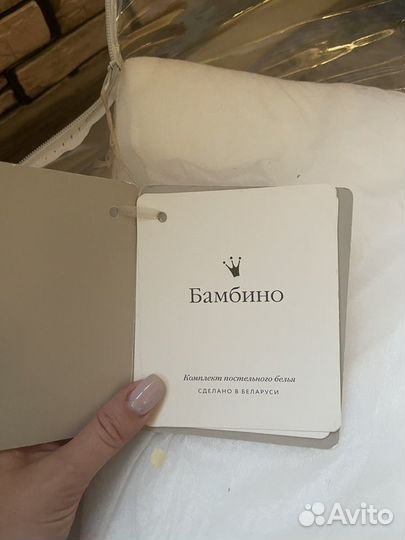 Бамбино
Комплект постельного белья
СДЕЛАНО В БЕЛАРУСИ
Avito